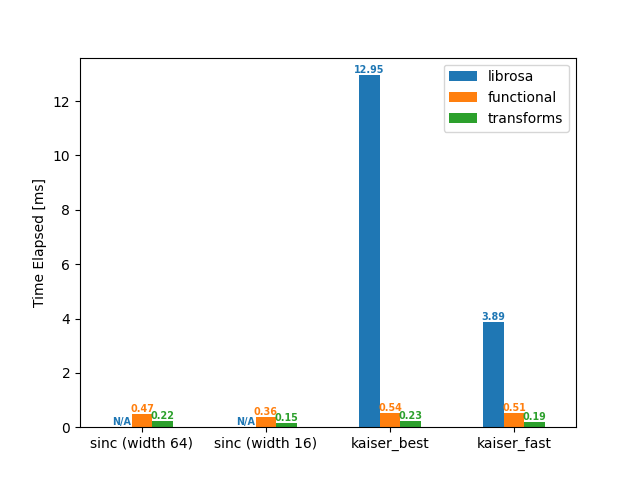 12.95
librosa
functional
transforms
12
10
8
6
4
2
0
Time Elapsed [ms]
3.89
N/A
0.47
0.22
N/A
0.36
0.15
0.54
0.23
0.51
0.19
sinc (width 64)
sinc (width 16)
kaiser_best
kaiser_fast